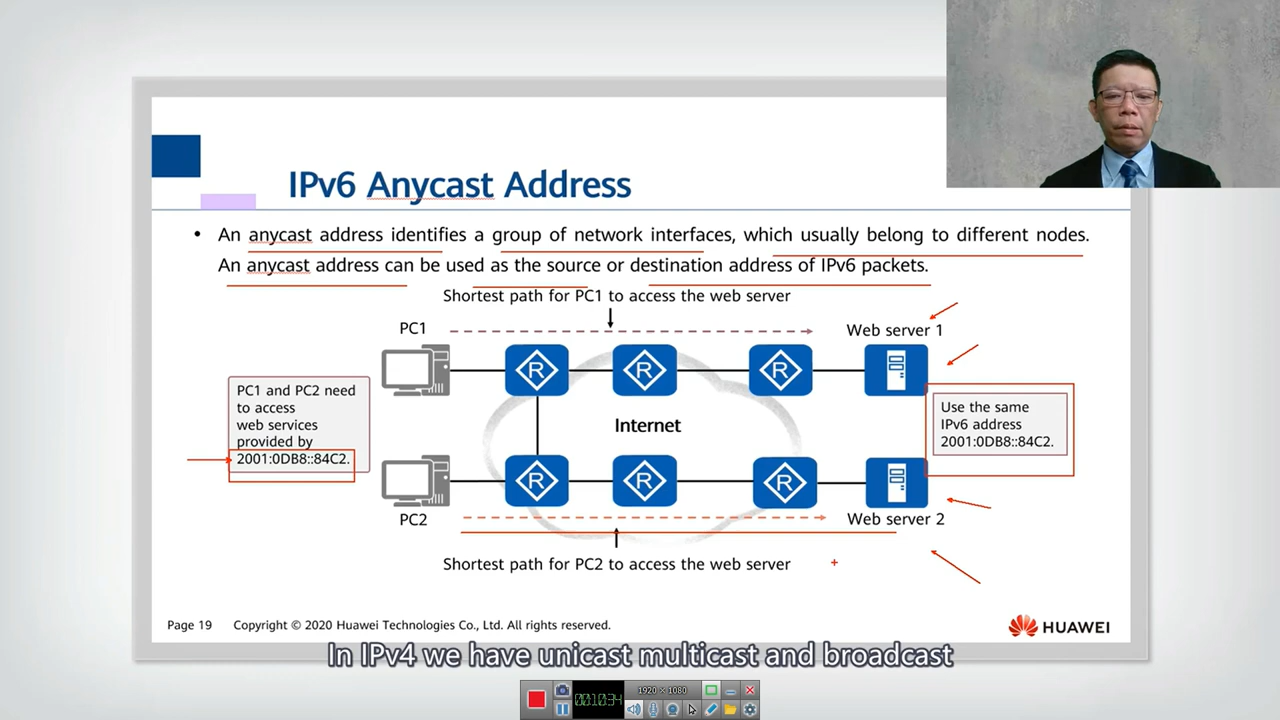 IPv6 Anycast Address
• An anycast address identifies a group of network interfaces, which usually belong to different nodes.
An anycast address can be used as the source or destination address of IPv6 packets.
Shortest path for PC1 to access the web server
PC1
Web server 1
R
R
R
PC1 and PC2 need
to access
web services
provided by
2001:0DB8::84C2.
Internet
Use the same
IPv6 address
2001:0DB8::84C2.
R
R
R
PC2
Web server 2
Shortest path for PC2 to access the web server
Page 19
Copyright © 2020 Huawei Technologies Co., Ltd. All rights reserved.
HUAWEI
In IPv4 we have unicast multicast and broadcast
1920 × 1080